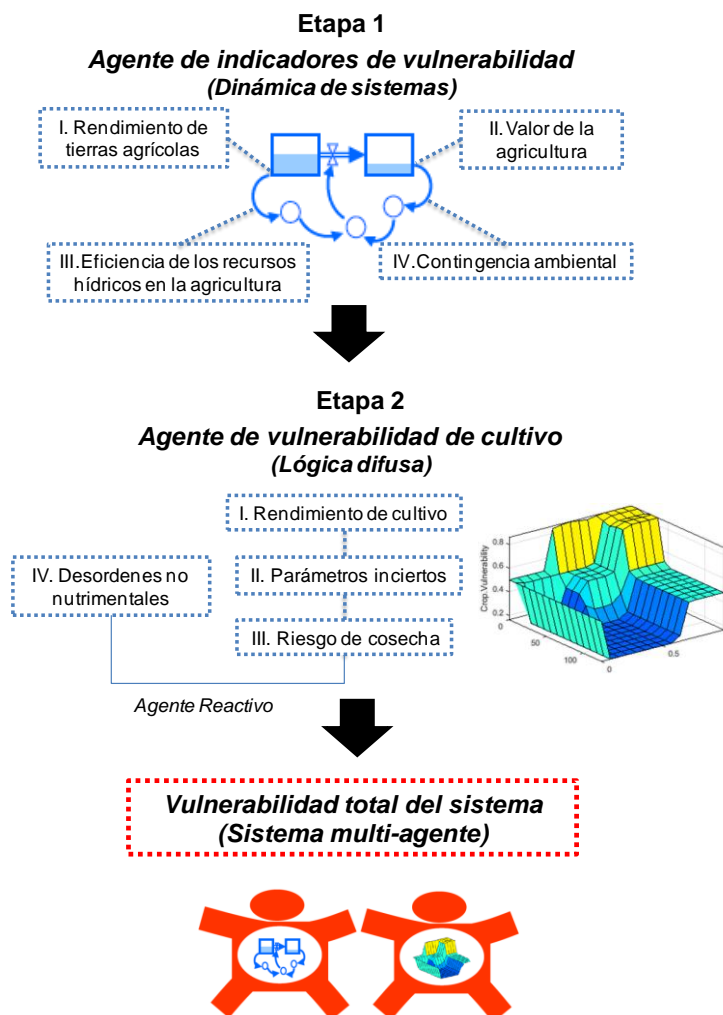 Etapa 1
Agente de indicadores de vulnerabilidad
(Dinámica de sistemas)
I. Rendimiento de
tierras agrícolas
II. Valor de la
agricultura
III.Eficiencia de los recursos
hídricos en la agricultura
IV.Contingencia ambiental
Etapa 2
Agente de vulnerabilidad de cultivo
(Lógica difusa)
I. Rendimiento de cultivo
IV. Desordenes no
nutrimentales
II. Parámetros inciertos
III. Riesgo de cosecha
Agente Reactivo
Crop.Vulnerability
0.8
0.6
0.4
0.2
0
50
100
0
0.5
Vulnerabilidad total del sistema
(Sistema multi-agente)